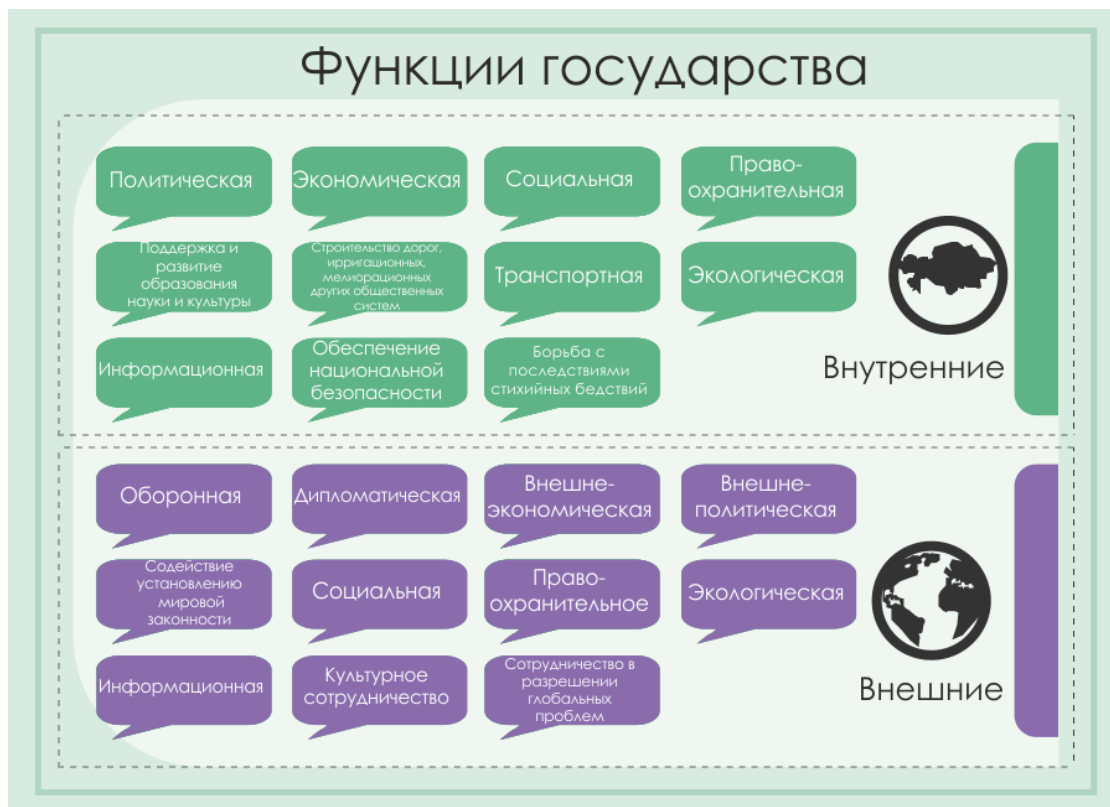 Функции государства
Политическая
Экономическая
Социальная
Право-
охранительная
Поддержка и
развитие
образования
науки и культуры
Строительство дорог.
ирригационных,
мелиорационных
других общественных
систем
Транспортная
Экологическая
Информационная
Обеспечение
национальной
безопасности
Борьба с
последствиями
стихийных бедствий
Внутренние
Оборонная
Дипломатическая
Внешне-
экономическая
Внешне-
политическая
Содействие
установлению
мировой
законности
Социальная
Право-
охранительное
Экологическая
Информационная
Культурное
сотрудничество
Сотрудничество в
разрешении
глобальных
проблем
Внешние